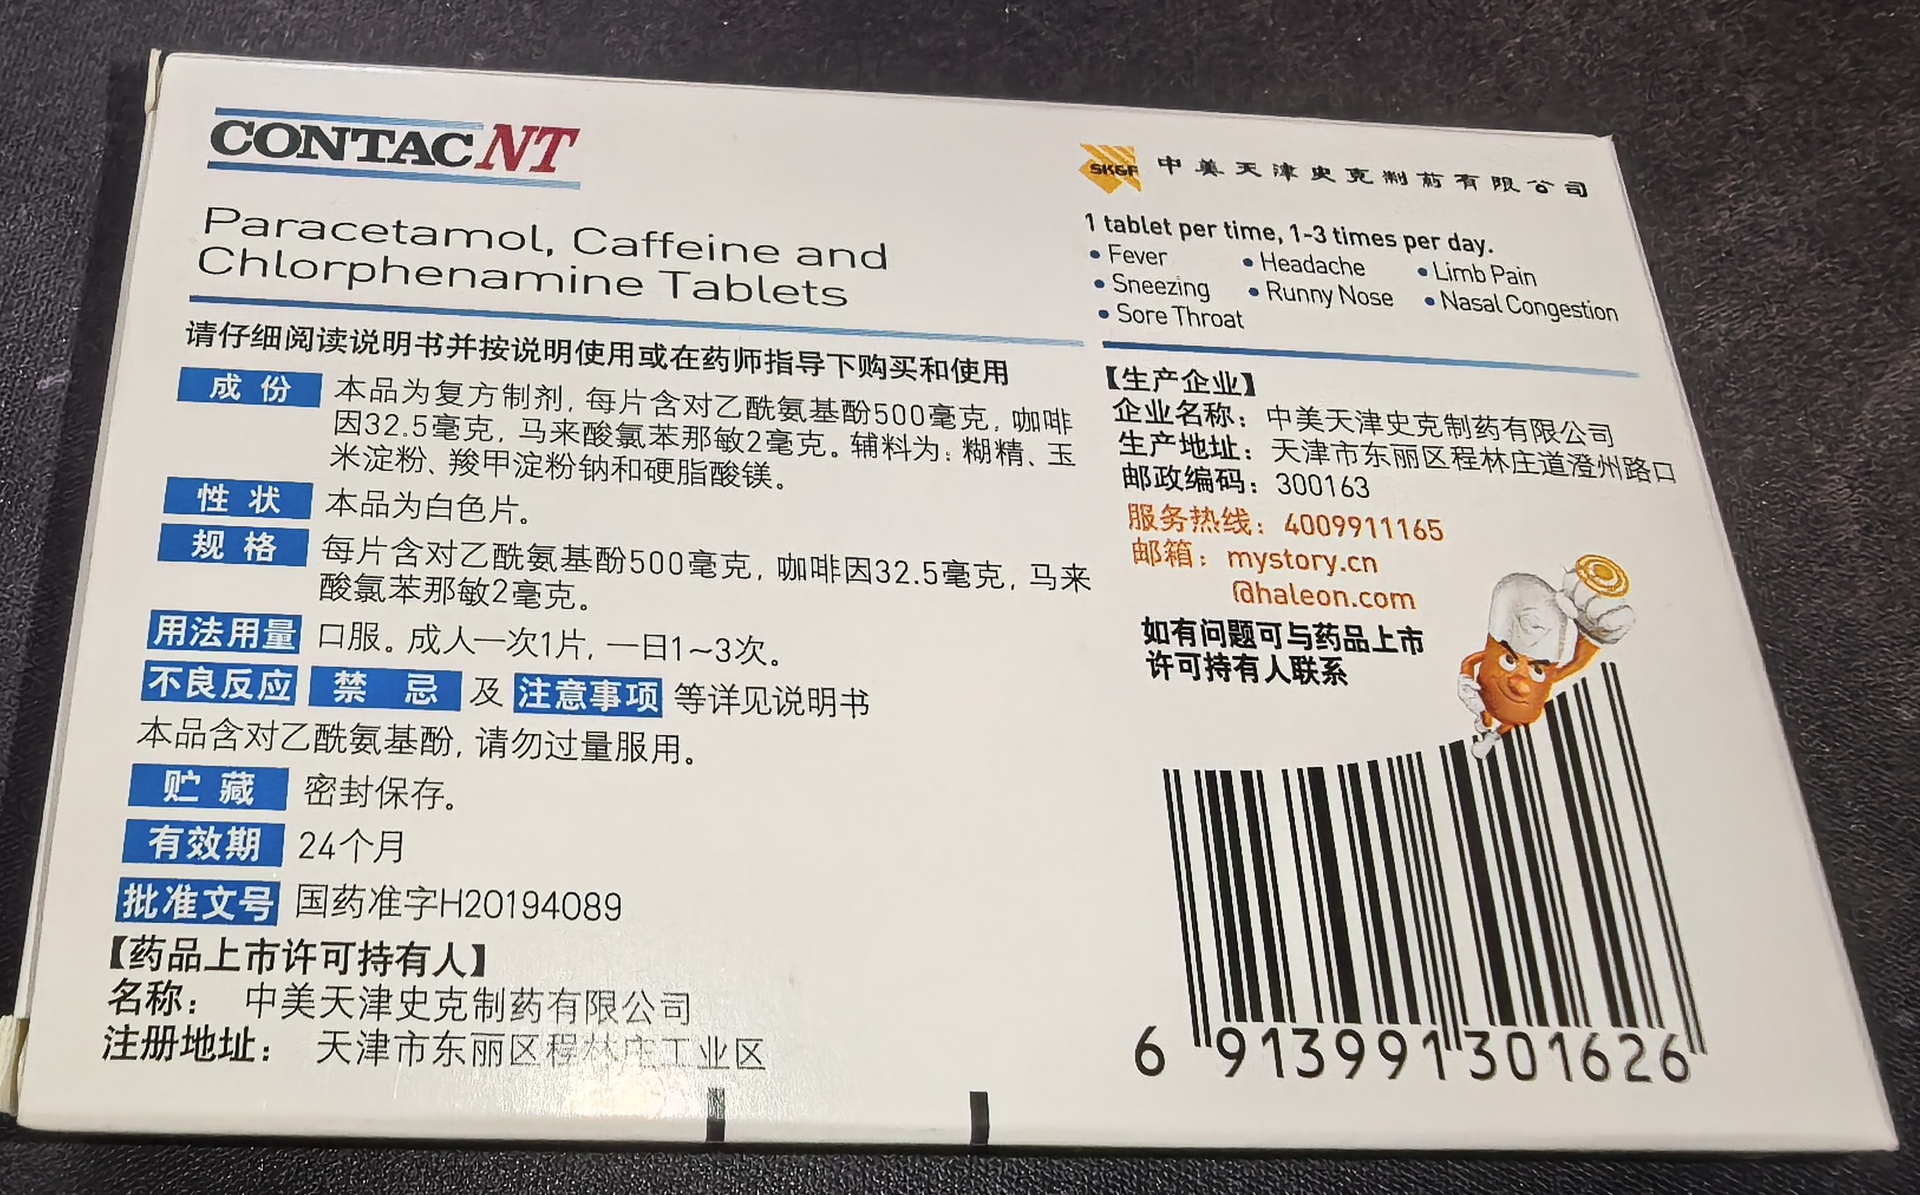 CONTAC NT
Paracetamol, Caffeine and
Chlorphenamine Tablets
请仔细阅读说明书并按说明使用或在药师指导下购买和使用
成份 本品为复方制剂，每片含对乙酰氨基酚500毫克，咖啡
因32.5毫克，马来酸氯苯那敏2毫克。辅料为：糊精、玉
米淀粉、羧甲淀粉钠和硬脂酸镁。
性状 本品为白色片。
规格 每片含对乙酰氨基酚500毫克，咖啡因32.5毫克，马来
酸氯苯那敏2毫克。
用法用量 口服。成人一次1片，一日1~3次。
不良反应 禁忌 及 注意事项 等详见说明书
本品含对乙酰氨基酚，请勿过量服用。
贮藏 密封保存。
有效期 24个月
批准文号 国药准字H20194089
【药品上市许可持有人】
名称： 中美天津史克制药有限公司
注册地址： 天津市东丽区程林庄工业区
SK&F 中美天津史克制药有限公司
1 tablet per time, 1-3 times per day.
• Fever • Headache • Limb Pain
• Sneezing • Runny Nose • Nasal Congestion
• Sore Throat
【生产企业】
企业名称： 中美天津史克制药有限公司
生产地址： 天津市东丽区程林庄道澄州路口
邮政编码： 300163
服务热线： 4009911165
邮箱： mystory.cn
@haleon.com
如有问题可与药品上市
许可持有人联系
6 913991 301626